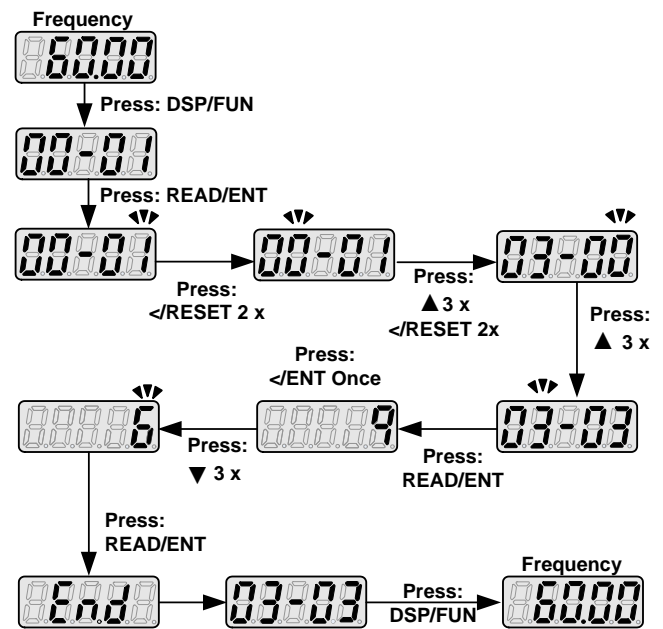 Frequency
60.00
Press: DSP/FUN
00-01
Press: READ/ENT
00-01
Press:
</RESET 2 x
00-01
Press:
▲ 3 x
</RESET 2x
03-00
Press:
▲ 3 x
03-03
Press:
READ/ENT
Press:
</ENT Once
9
Press:
▼ 3 x
6
Press:
READ/ENT
End
03-03
Press:
DSP/FUN
Frequency
60.00